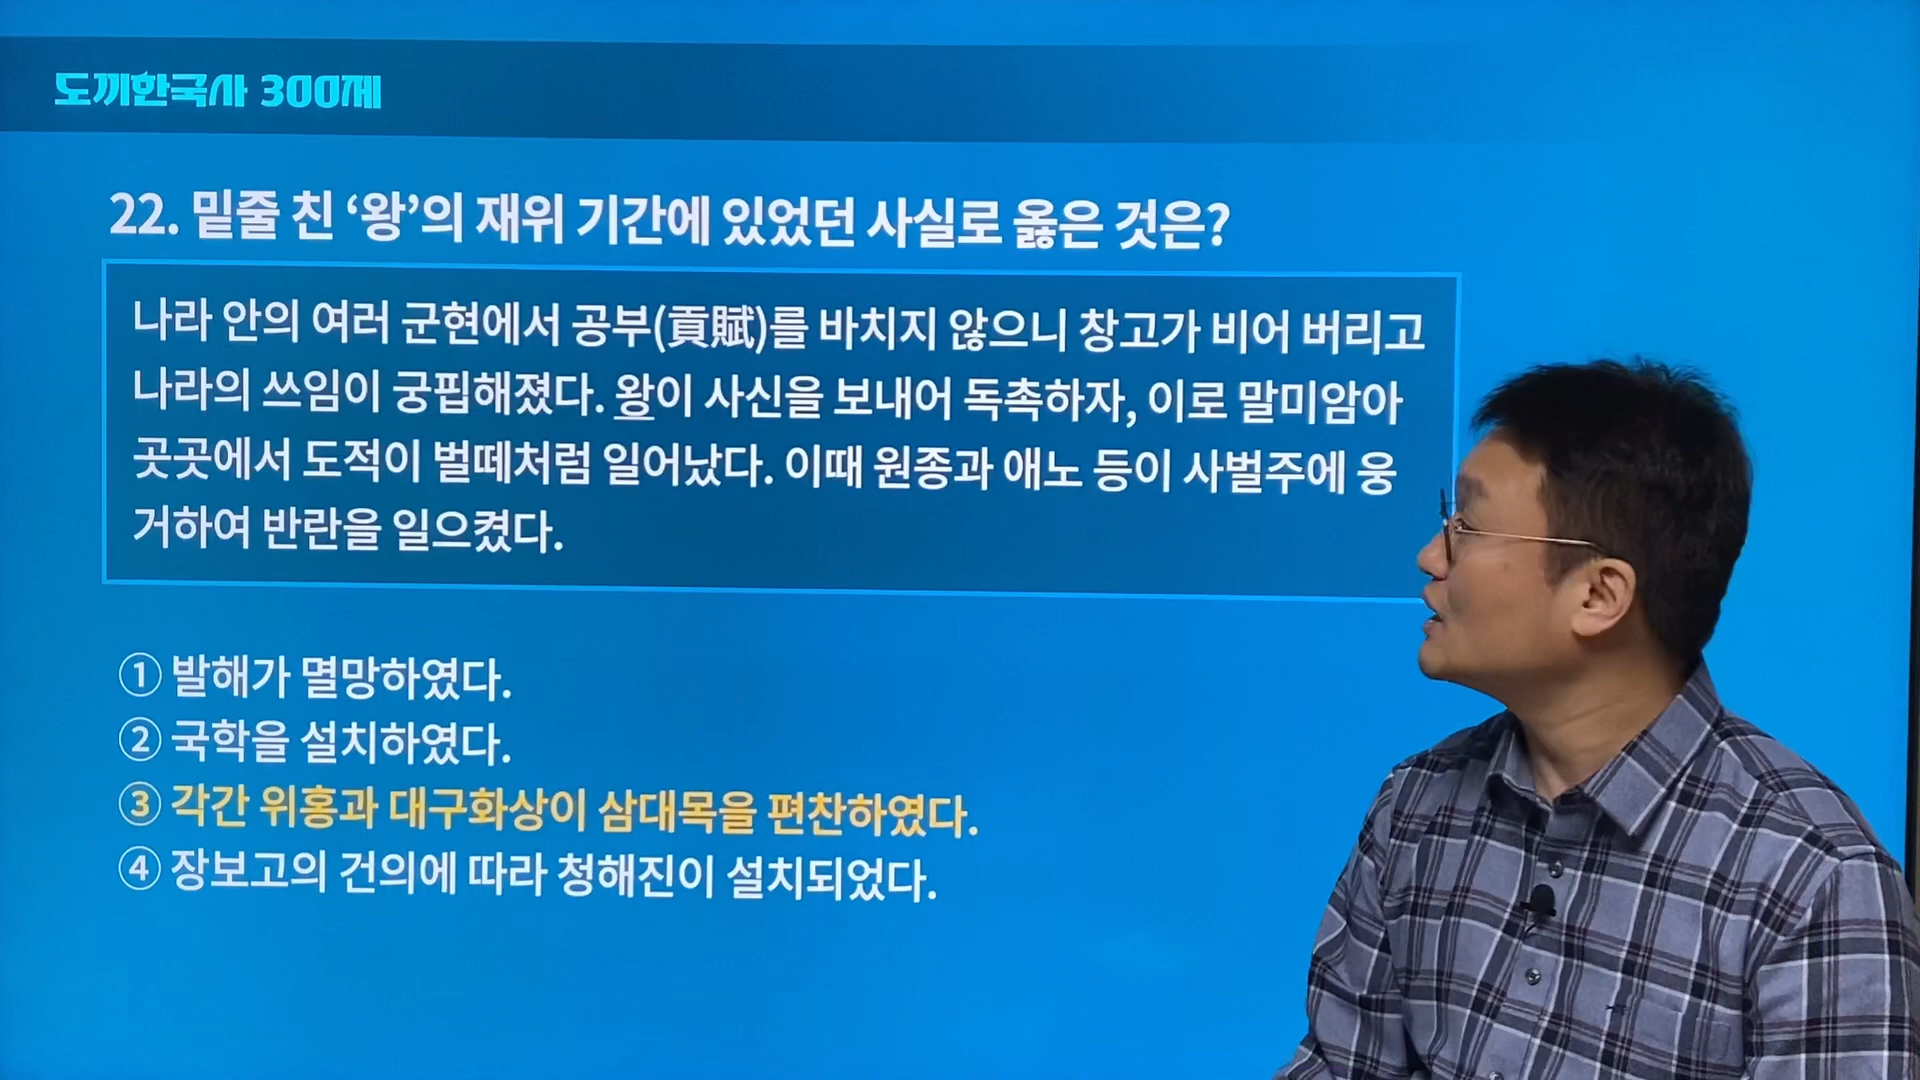 도끼한국사 300제
22. 밑줄 친 ‘왕’의 재위 기간에 있었던 사실로 옳은 것은?
나라 안의 여러 군현에서 공부(貢賦)를 바치지 않으니 창고가 비어 버리고
나라의 쓰임이 궁핍해졌다. 왕이 사신을 보내어 독촉하자, 이로 말미암아
곳곳에서 도적이 벌떼처럼 일어났다. 이때 원종과 애노 등이 사벌주에 웅
거하여 반란을 일으켰다.
① 발해가 멸망하였다.
② 국학을 설치하였다.
③ 각간 위홍과 대구화상이 삼대목을 편찬하였다.
④ 장보고의 건의에 따라 청해진이 설치되었다.